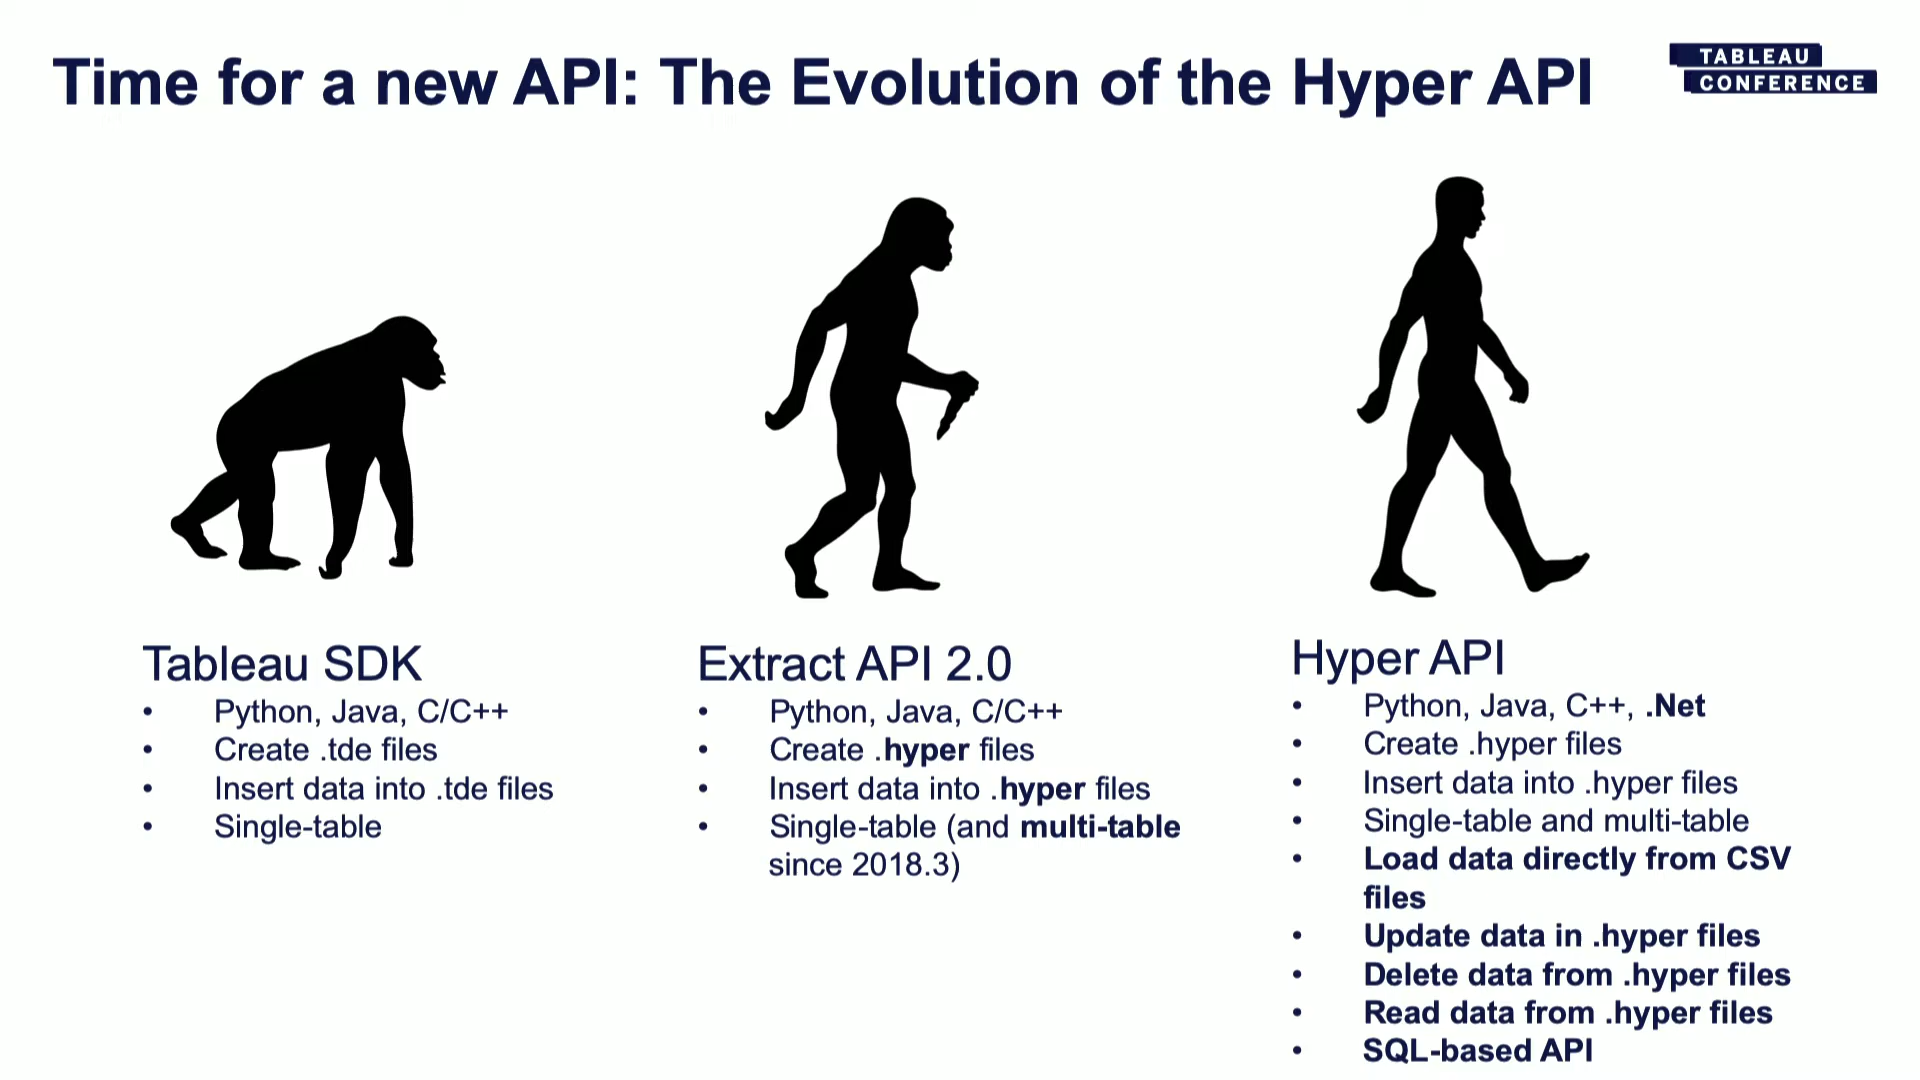 Time for a new API: The Evolution of the Hyper API
TABLEAU
CONFERENCE
Tableau SDK
• Python, Java, C/C++
• Create .tde files
• Insert data into .tde files
• Single-table
Extract API 2.0
• Python, Java, C/C++
• Create .hyper files
• Insert data into .hyper files
• Single-table (and multi-table
since 2018.3)
Hyper API
• Python, Java, C++, .Net
• Create .hyper files
• Insert data into .hyper files
• Single-table and multi-table
• Load data directly from CSV
files
• Update data in .hyper files
• Delete data from .hyper files
• Read data from .hyper files
• SQL-based API